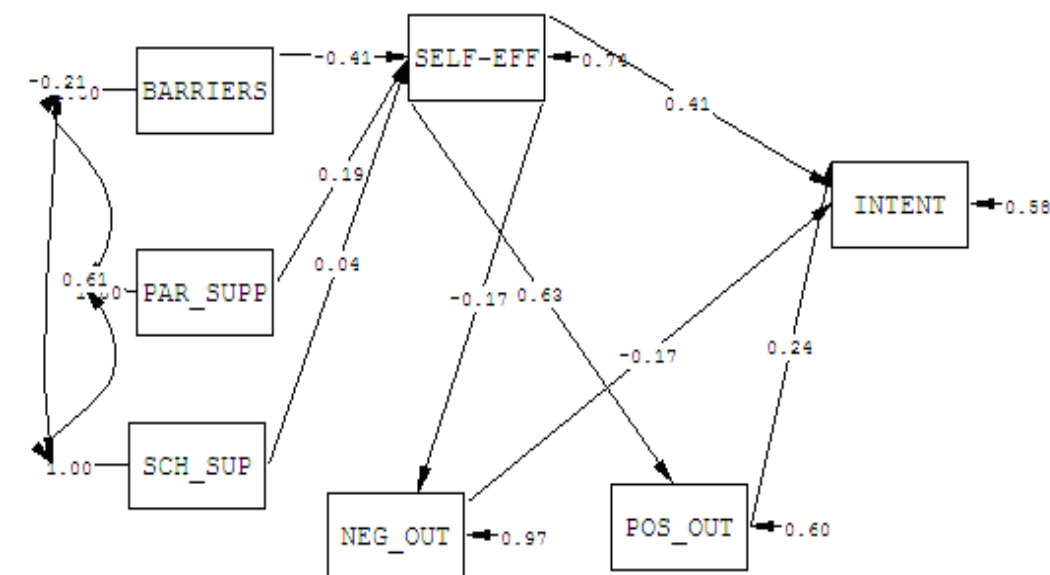 SELF-EFF
-0.41
0.74
-0.21
BARRIERS
0.41
0.19
INTENT
0.58
0.04
0.61
PAR_SUPP
-0.17
0.63
-0.17
0.24
1.00
SCH_SUP
NEG_OUT
0.97
POS_OUT
0.60